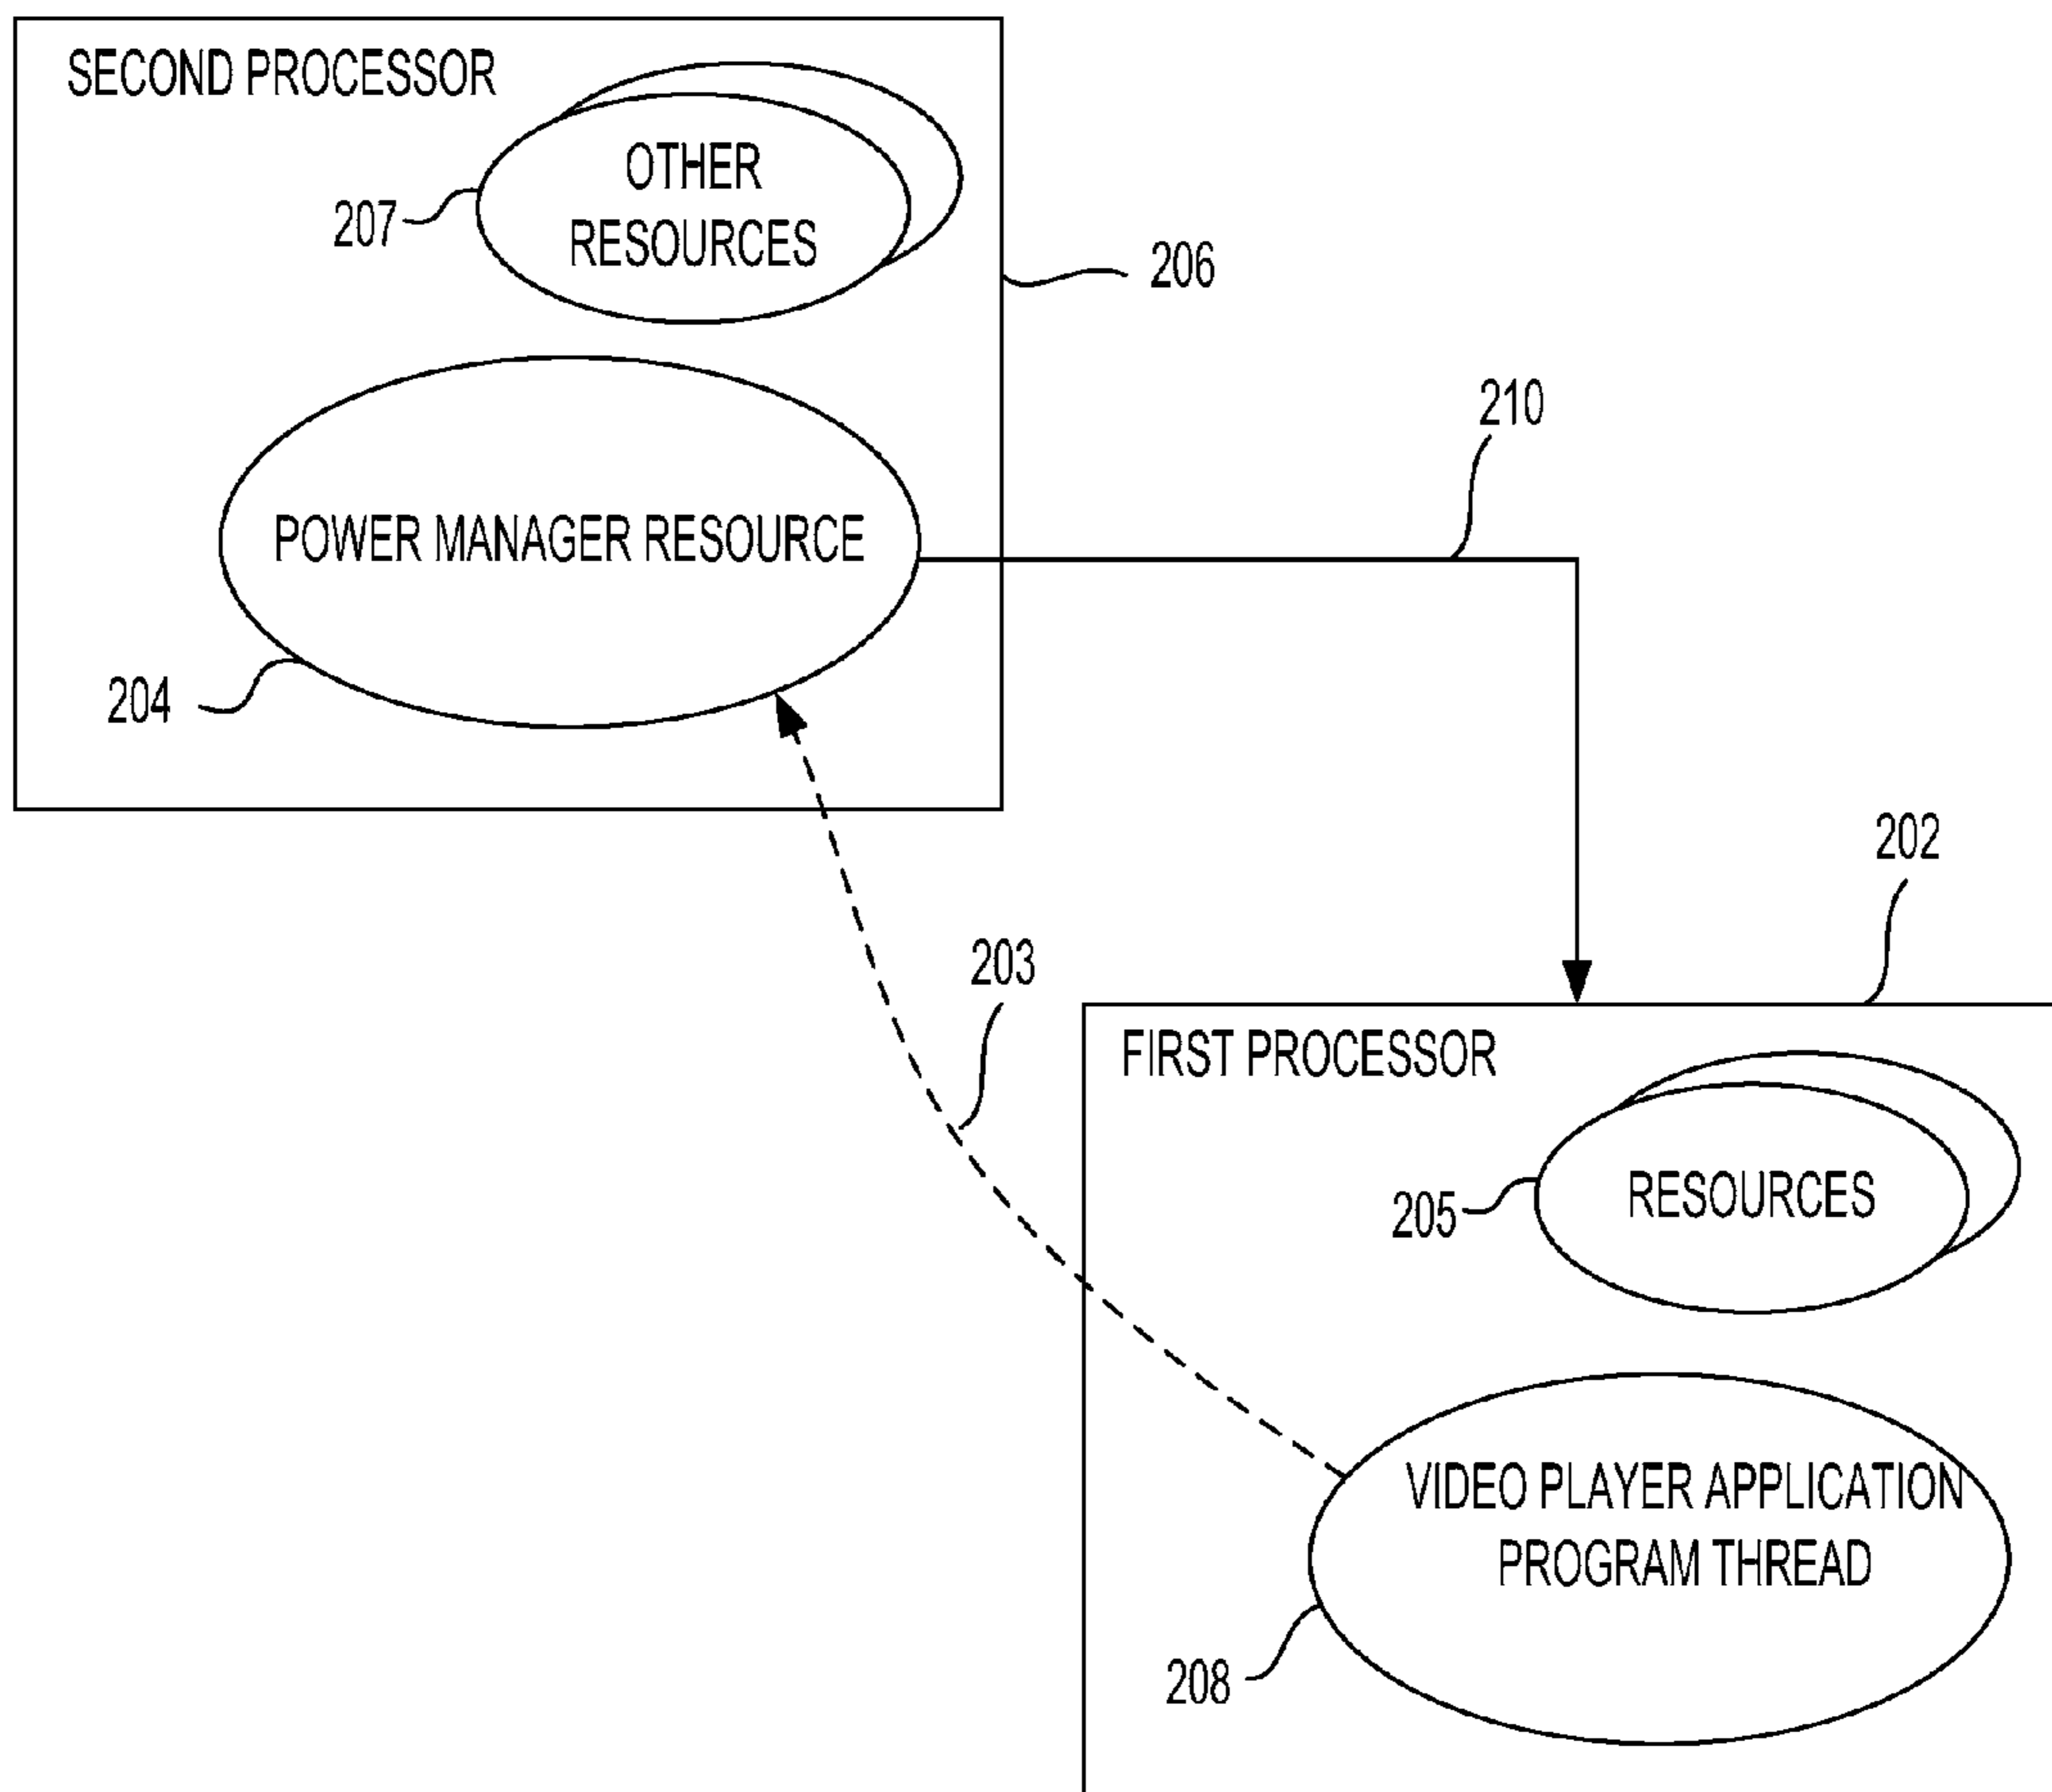 SECOND PROCESSOR
OTHER
RESOURCES
207
206
210
POWER MANAGER RESOURCE
204
202
203
FIRST PROCESSOR
RESOURCES
205
VIDEO PLAYER APPLICATION
PROGRAM THREAD
208